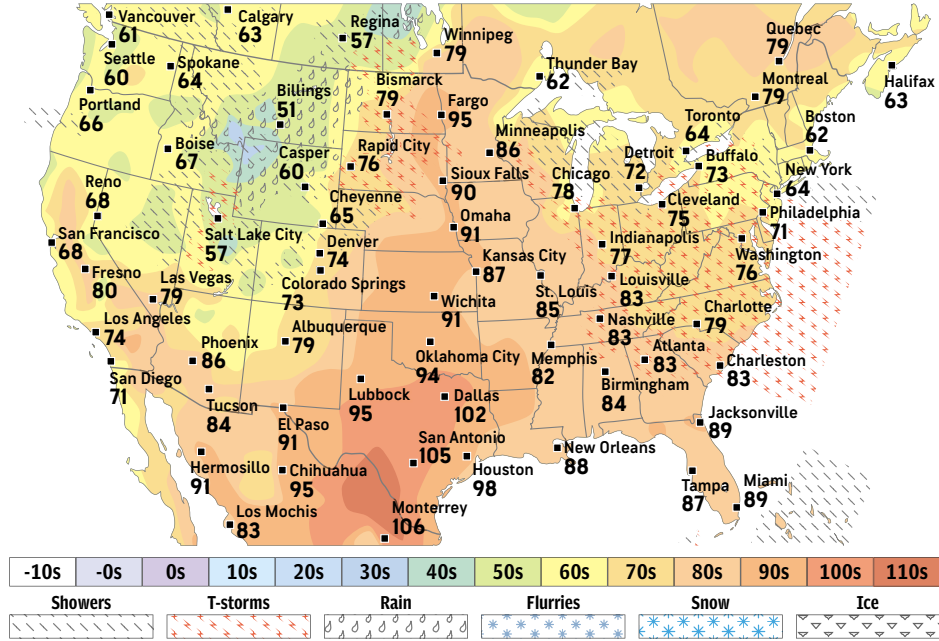 Vancouver
61
Calgary
63
Regina
57
Winnipeg
79
Quebec
79
Seattle
60
Spokane
64
Thunder Bay
62
Montreal
79
Halifax
63
Portland
66
Billings
51
Bismarck
79
Fargo
95
Toronto
64
Boston
62
Minneapolis
86
Boise
67
Casper
60
Rapid City
76
Detroit
72
Buffalo
73
Reno
68
Sioux Falls
90
Chicago
78
New York
64
Cheyenne
65
Cleveland
75
Philadelphia
71
Omaha
91
San Francisco
68
Salt Lake City
57
Denver
74
Indianapolis
77
Washington
76
Kansas City
87
Fresno
80
Las Vegas
79
Colorado Springs
73
St. Louis
85
Louisville
83
Wichita
91
Los Angeles
74
Albuquerque
79
Nashville
83
Charlotte
79
Phoenix
86
Oklahoma City
94
Memphis
82
Atlanta
83
Charleston
83
San Diego
71
Birmingham
84
Tucson
84
Lubbock
95
Dallas
102
El Paso
91
Jacksonville
89
San Antonio
105
New Orleans
88
Hermosillo
91
Chihuahua
95
Houston
98
Tampa
87
Miami
89
Los Mochis
83
Monterrey
106
-10s -0s 0s 10s 20s 30s 40s 50s 60s 70s 80s 90s 100s 110s
Showers T-storms Rain Flurries Snow Ice